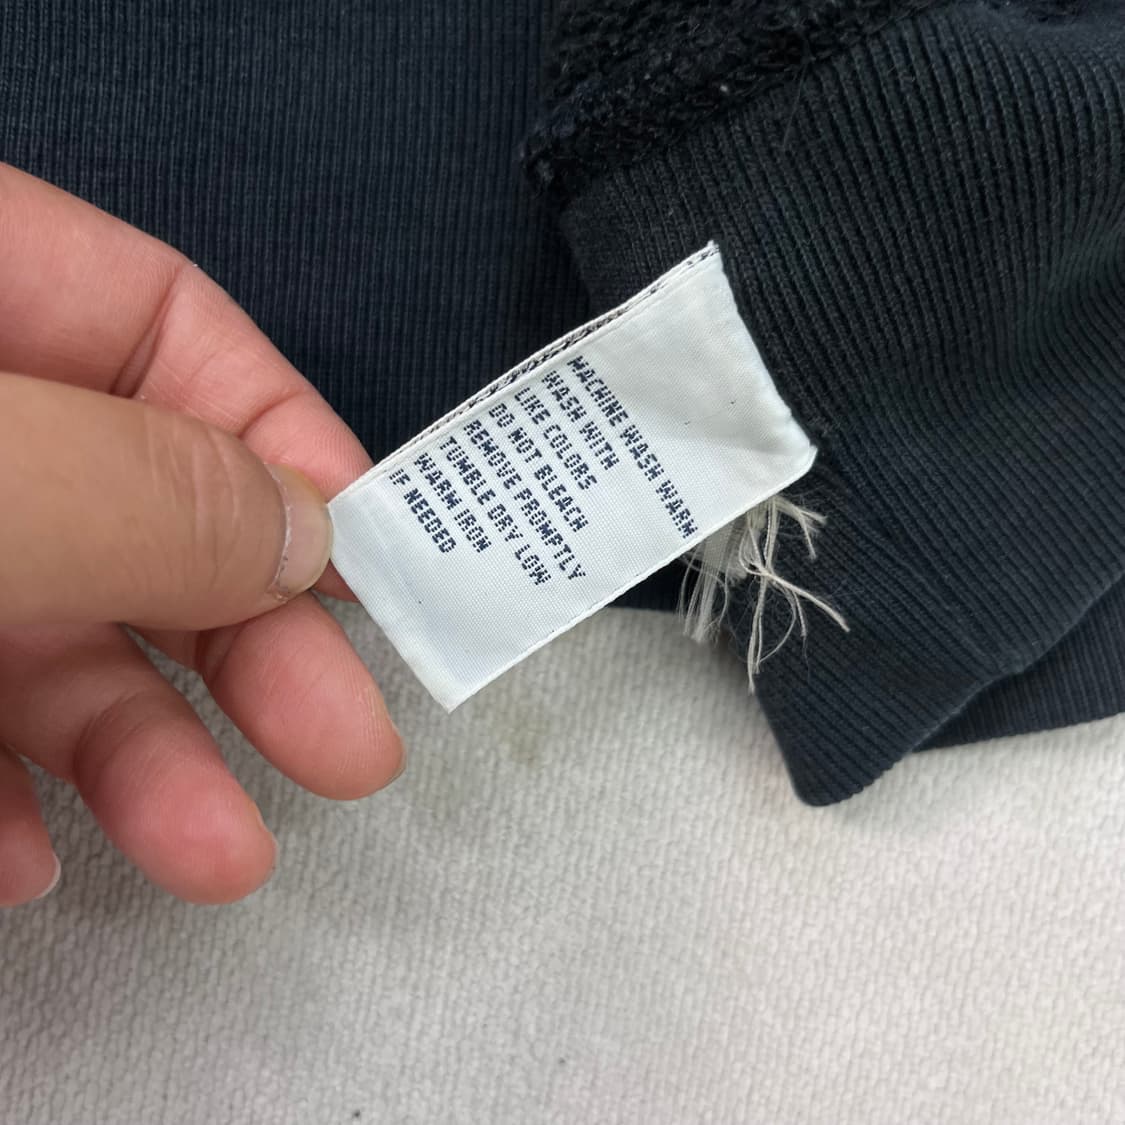 MACHINE WASH WARM
WASH WITH
LIKE COLORS
DO NOT BLEACH
REMOVE PROMPTLY
TUMBLE DRY LOW
WARM IRON
IF NEEDED